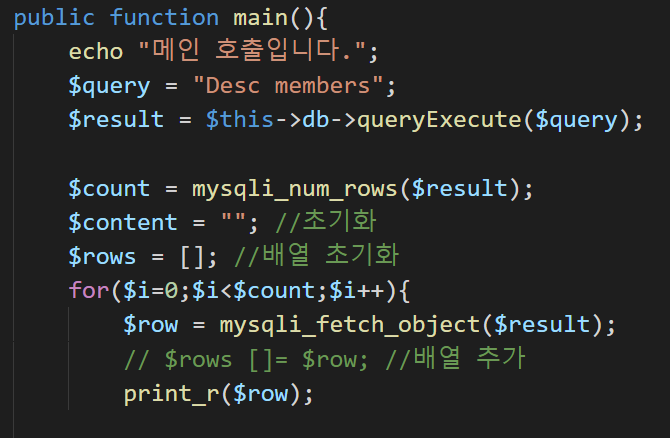 public function main(){
echo "메인 호출입니다.";
$query = "Desc members";
$result = $this->db->queryExecute($query);
$count = mysqli_num_rows($result);
$content = ""; //초기화
$rows = []; //배열 초기화
for($i=0;$i<$count;$i++){
$row = mysqli_fetch_object($result);
// $rows []= $row; //배열 추가
print_r($row);